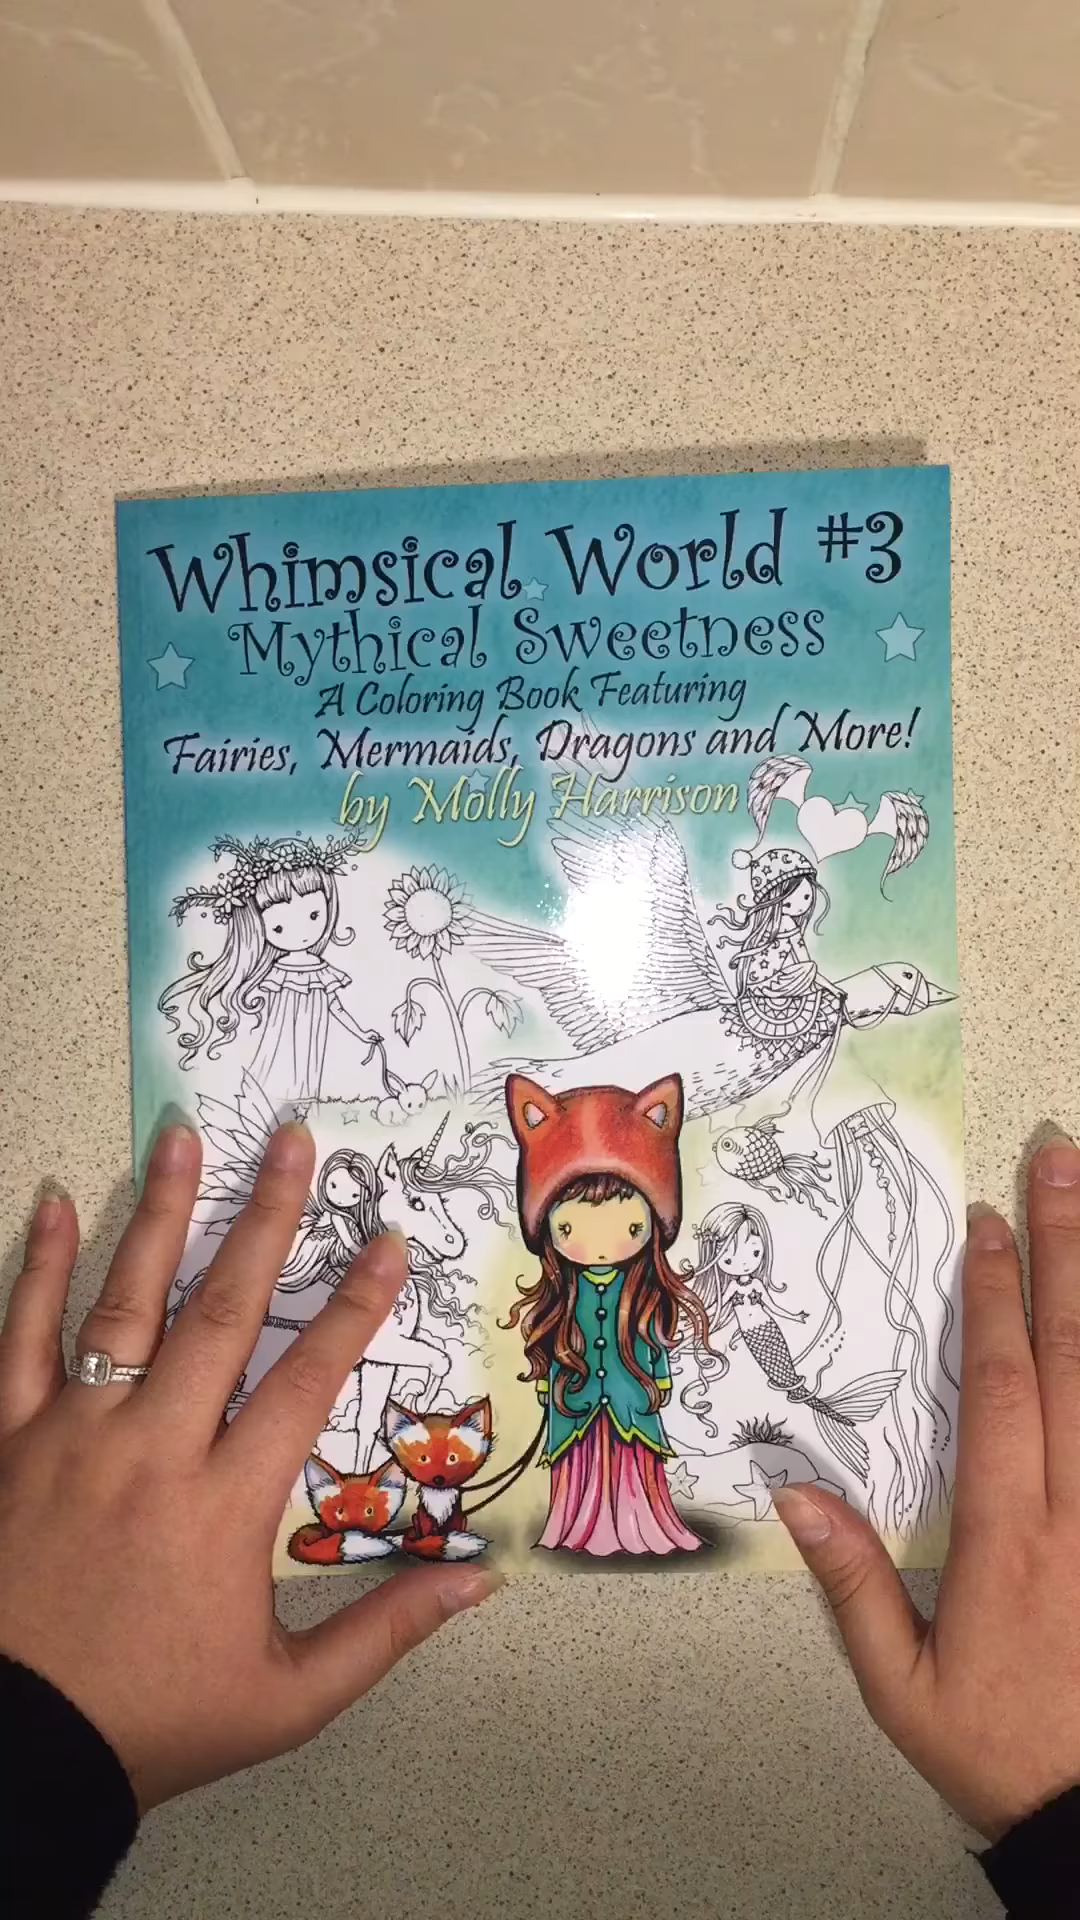 Whimsical World #3
Mythical Sweetness
A Coloring Book Featuring
Fairies, Mermaids, Dragons and More!
by Molly Harrison